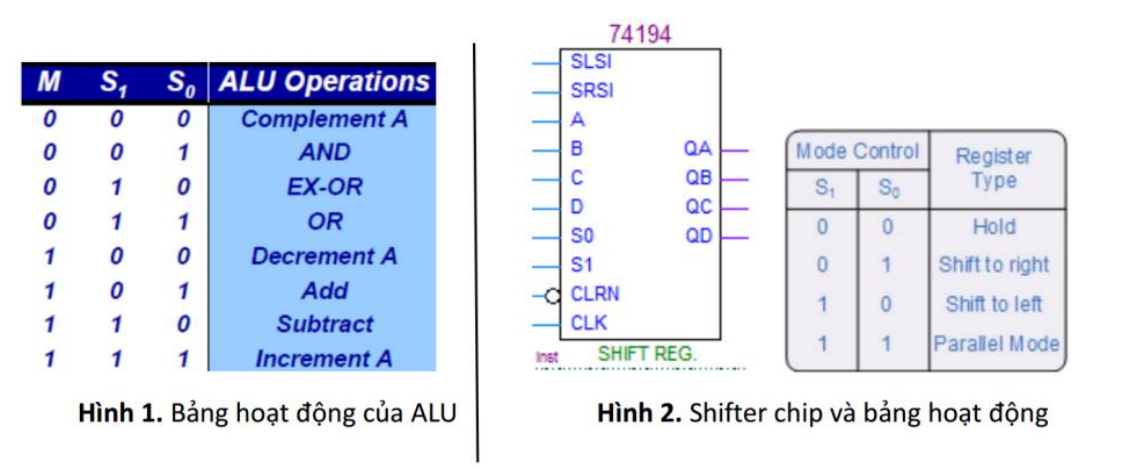 M S₁ S₀ ALU Operations
0 0 0 Complement A
0 0 1 AND
0 1 0 EX-OR
0 1 1 OR
1 0 0 Decrement A
1 0 1 Add
1 1 0 Subtract
1 1 1 Increment A
Hình 1. Bảng hoạt động của ALU
74194
SLSI
SRSI
A
B QA
C QB
D QC
S0 QD
S1
CLRN
CLK
Inst SHIFT REG.
Mode Control Register Type
S₁ S₀
0 0 Hold
0 1 Shift to right
1 0 Shift to left
1 1 Parallel Mode
Hình 2. Shifter chip và bảng hoạt động